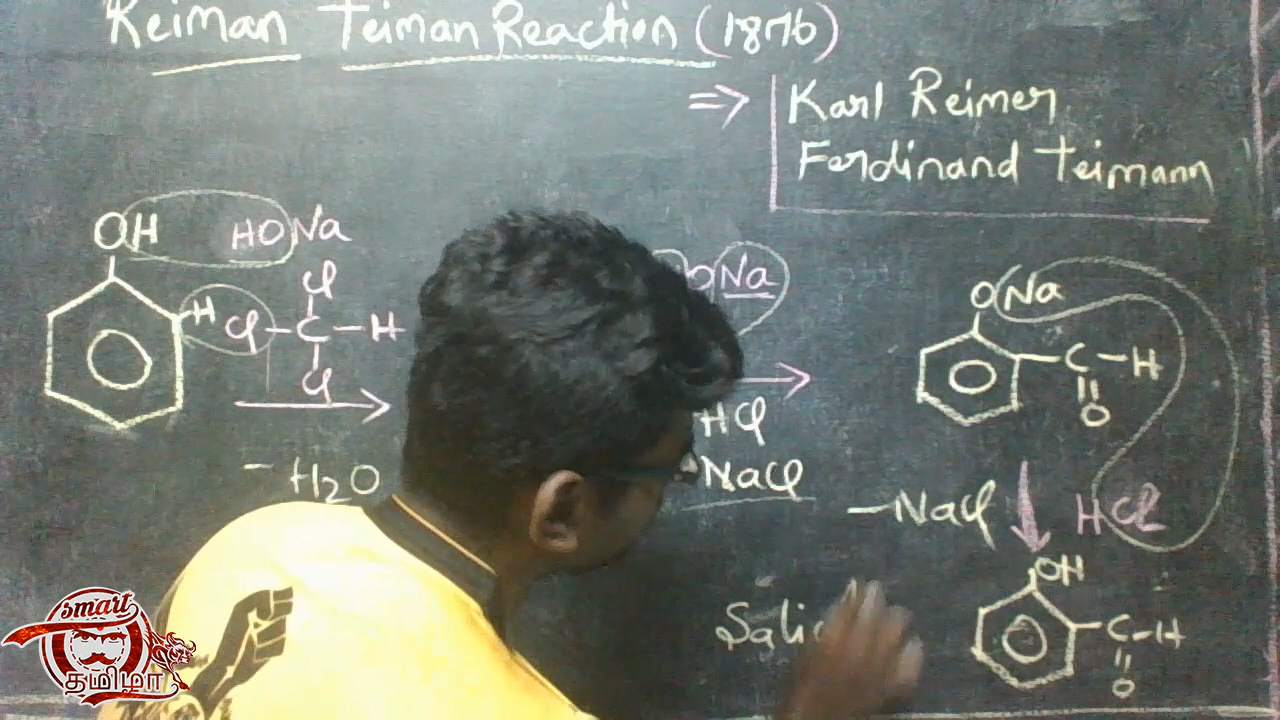 Reiman Teiman Reaction (1876)
⇒ Karl Reimer
Ferdinand Teimann
OH HONa
H Cl Cl
C H
Cl
-H2O
ONa
HCl
NaCl
ONa
C-H
O
-NaCl HCl
OH
C-H
O
smart
தமிழா